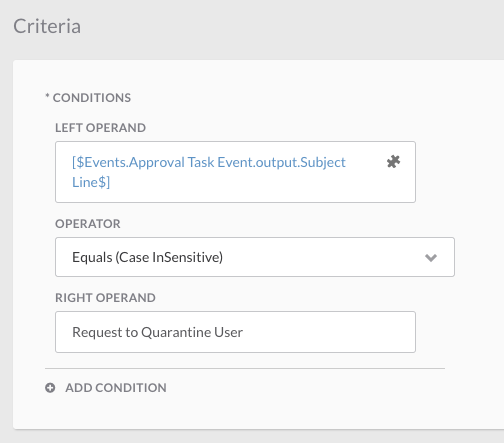 Criteria
* CONDITIONS
LEFT OPERAND
[$Events.Approval Task Event.output.Subject
Line$]
OPERATOR
Equals (Case InSensitive)
RIGHT OPERAND
Request to Quarantine User
ADD CONDITION